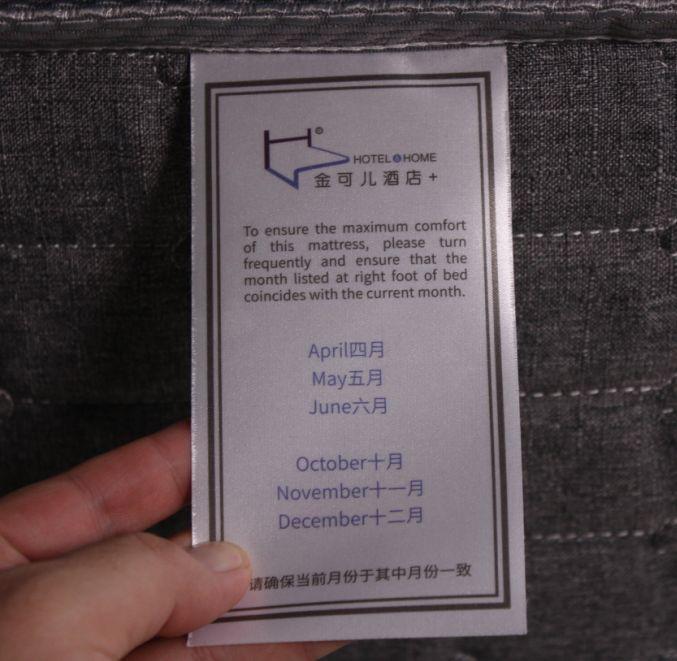 ®
HOTEL & HOME
金可儿酒店+
To ensure the maximum comfort
of this mattress, please turn
frequently and ensure that the
month listed at right foot of bed
coincides with the current month.
April四月
May五月
June六月
October十月
November十一月
December十二月
请确保当前月份于其中月份一致